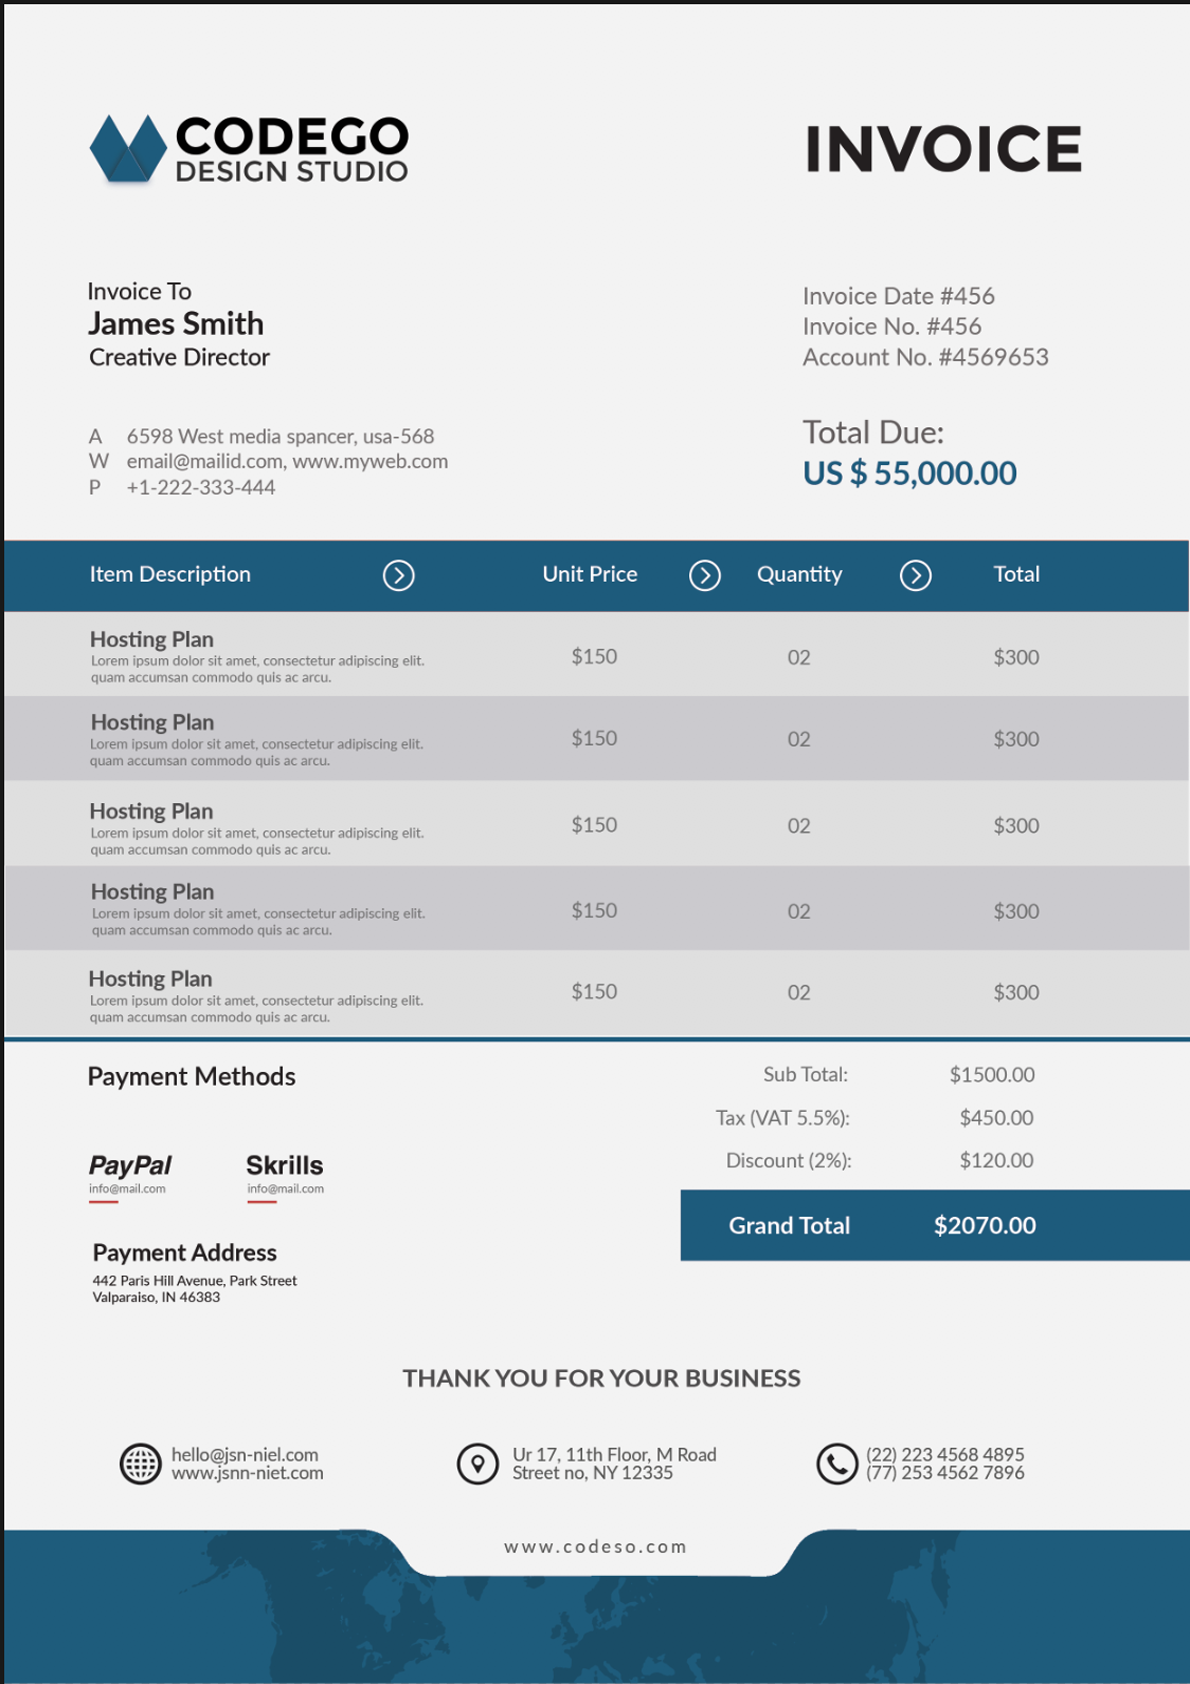 CODEGO
DESIGN STUDIO
INVOICE
Invoice To
James Smith
Creative Director
Invoice Date #456
Invoice No. #456
Account No. #4569653
A 6598 West media spancer, usa-568
W email@mailid.com, www.myweb.com
P +1-222-333-444
Total Due:
US $ 55,000.00
Item Description Unit Price Quantity Total
Hosting Plan
Lorem ipsum dolor sit amet, consectetur adipiscing elit.
quam accumsan commodo quis ac arcu.
$150 02 $300
Hosting Plan
Lorem ipsum dolor sit amet, consectetur adipiscing elit.
quam accumsan commodo quis ac arcu.
$150 02 $300
Hosting Plan
Lorem ipsum dolor sit amet, consectetur adipiscing elit.
quam accumsan commodo quis ac arcu.
$150 02 $300
Hosting Plan
Lorem ipsum dolor sit amet, consectetur adipiscing elit.
quam accumsan commodo quis ac arcu.
$150 02 $300
Hosting Plan
Lorem ipsum dolor sit amet, consectetur adipiscing elit.
quam accumsan commodo quis ac arcu.
$150 02 $300
Sub Total: $1500.00
Tax (VAT 5.5%): $450.00
Discount (2%): $120.00
Grand Total $2070.00
Payment Methods
PayPal
info@mail.com
Skrills
info@mail.com
Payment Address
442 Paris Hill Avenue, Park Street
Valparaiso, IN 46383
THANK YOU FOR YOUR BUSINESS
hello@jsn-niel.com
www.jsnn-niet.com
Ur 17, 11th Floor, M Road
Street no, NY 12335
(22) 223 4568 4895
(77) 253 4562 7896
www.codeso.com